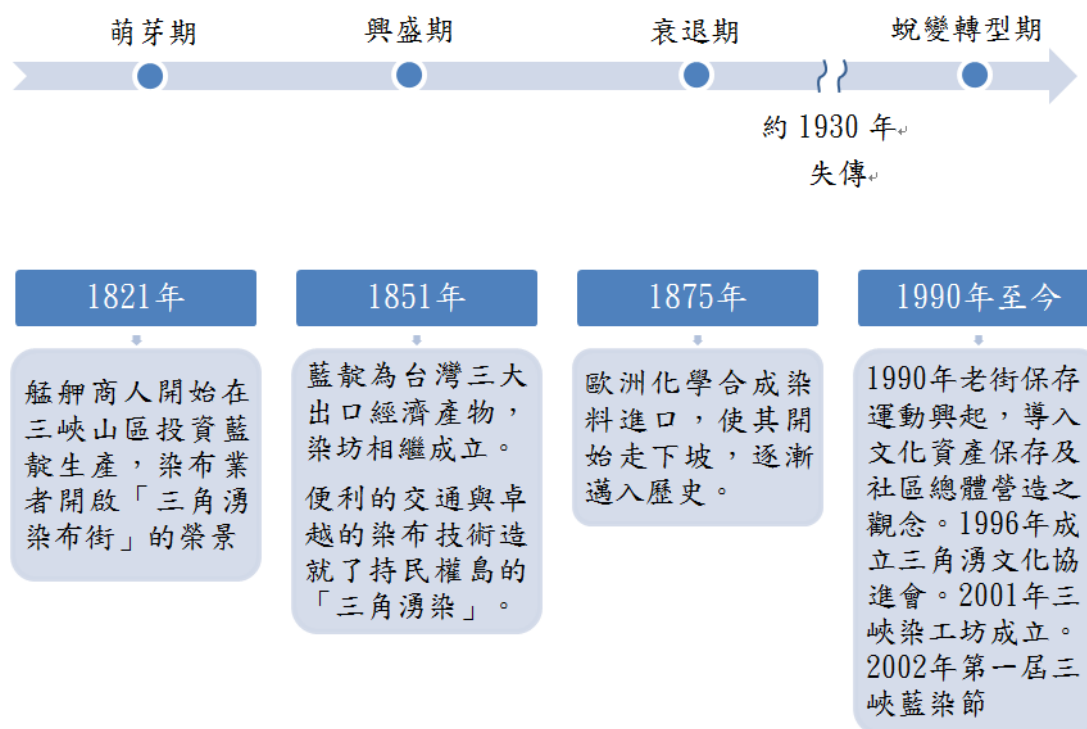 萌芽期
興盛期
衰退期
蛻變轉型期
約 1930 年
失傳
1821年
艋舺商人開始在
三峽山區投資藍
靛生產，染布業
者開啟「三角湧
染布街」的榮景
1851年
藍靛為台灣三大
出口經濟產物，
染坊相繼成立。
便利的交通與卓
越的染布技術造
就了持民權島的
「三角湧染」。
1875年
歐洲化學合成染
料進口，使其開
始走下坡，逐漸
邁入歷史。
1990年至今
1990年老街保存
運動興起，導入
文化資產保存及
社區總體營造之
觀念。1996年成
立三角湧文化協
進會。2001年三
峽染工坊成立。
2002年第一屆三
峽藍染節